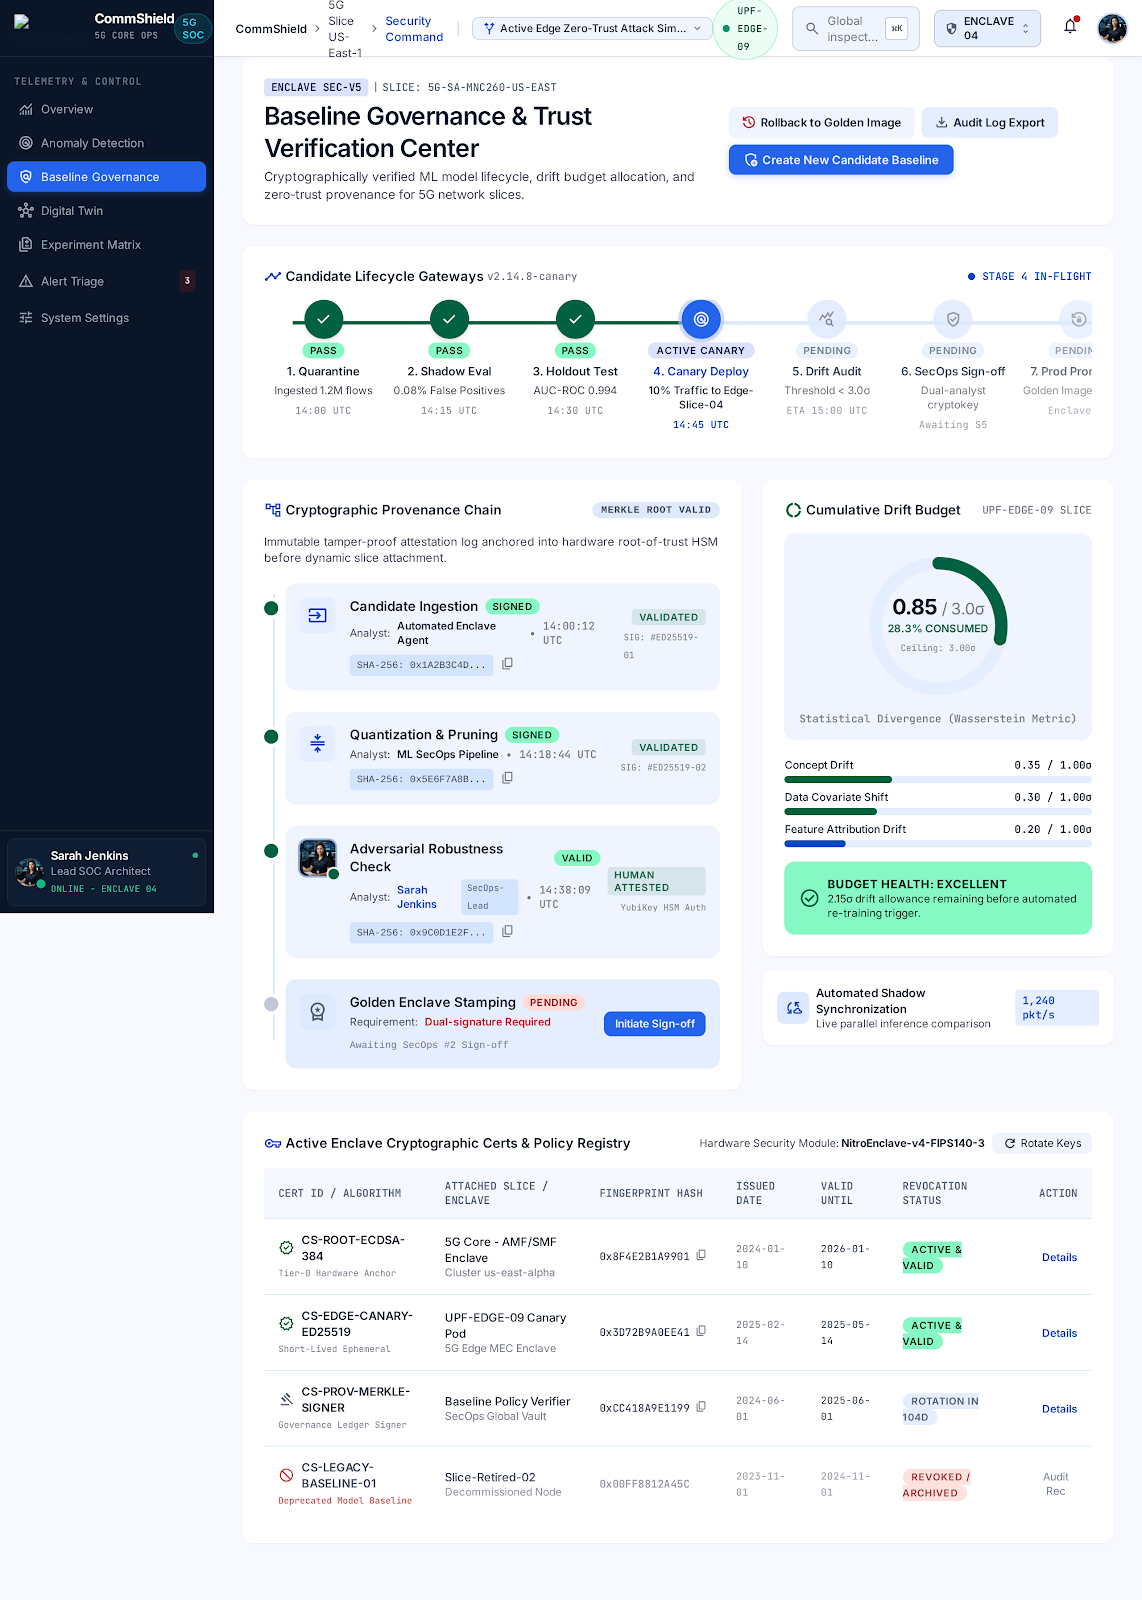 CommShield
5G CORE OPS
5G SOC
TELEMETRY & CONTROL
Overview
Anomaly Detection
Baseline Governance
Digital Twin
Experiment Matrix
Alert Triage
3
System Settings
Sarah Jenkins
Lead SOC Architect
ONLINE - ENCLAVE 04
CommShield
5G Slice US-East-1
Security Command
Active Edge Zero-Trust Attack Sim...
UPF-EDGE-09
Global inspect...
⌘K
ENCLAVE 04
ENCLAVE SEC-V5 | SLICE: 5G-SA-MNC260-US-EAST
Baseline Governance & Trust
Verification Center
Cryptographically verified ML model lifecycle, drift budget allocation, and
zero-trust provenance for 5G network slices.
Rollback to Golden Image
Audit Log Export
Create New Candidate Baseline
Candidate Lifecycle Gateways v2.14.8-canary
STAGE 4 IN-FLIGHT
PASS
1. Quarantine
Ingested 1.2M flows
14:00 UTC
PASS
2. Shadow Eval
0.08% False Positives
14:15 UTC
PASS
3. Holdout Test
AUC-ROC 0.994
14:30 UTC
ACTIVE CANARY
4. Canary Deploy
10% Traffic to Edge-
Slice-04
14:45 UTC
PENDING
5. Drift Audit
Threshold < 3.0σ
ETA 15:00 UTC
PENDING
6. SecOps Sign-off
Dual-analyst
cryptokey
Awaiting S5
PENDIN
7. Prod Pron
Golden Image
Enclave
Cryptographic Provenance Chain
MERKLE ROOT VALID
Immutable tamper-proof attestation log anchored into hardware root-of-trust HSM
before dynamic slice attachment.
Candidate Ingestion SIGNED
Analyst: Automated Enclave Agent • 14:00:12 UTC
SHA-256: 0x1A2B3C4D...
VALIDATED
SIG: #ED25519-
01
Quantization & Pruning SIGNED
Analyst: ML SecOps Pipeline • 14:18:44 UTC
SHA-256: 0x5E6F7A8B...
VALIDATED
SIG: #ED25519-02
Adversarial Robustness
Check
VALID
Analyst: Sarah Jenkins SecOps-Lead • 14:38:09 UTC
SHA-256: 0x9C0D1E2F...
HUMAN
ATTESTED
YubiKey HSM Auth
Golden Enclave Stamping PENDING
Requirement: Dual-signature Required
Awaiting SecOps #2 Sign-off
Initiate Sign-off
Cumulative Drift Budget
UPF-EDGE-09 SLICE
0.85 / 3.0σ
28.3% CONSUMED
Ceiling: 3.00σ
Statistical Divergence (Wasserstein Metric)
Concept Drift 0.35 / 1.00σ
Data Covariate Shift 0.30 / 1.00σ
Feature Attribution Drift 0.20 / 1.00σ
BUDGET HEALTH: EXCELLENT
2.15σ drift allowance remaining before automated
re-training trigger.
Automated Shadow
Synchronization
Live parallel inference comparison
1,240
pkt/s
Active Enclave Cryptographic Certs & Policy Registry
Hardware Security Module: NitroEnclave-v4-FIPS140-3
Rotate Keys
CERT ID / ALGORITHM
ATTACHED SLICE /
ENCLAVE
FINGERPRINT HASH
ISSUED
DATE
VALID
UNTIL
REVOCATION
STATUS
ACTION
CS-ROOT-ECDSA-
384
Tier-0 Hardware Anchor
5G Core - AMF/SMF
Enclave
Cluster us-east-alpha
0x8F4E2B1A9901
2024-01-
10
2026-01-
10
ACTIVE &
VALID
Details
CS-EDGE-CANARY-
ED25519
Short-Lived Ephemeral
UPF-EDGE-09 Canary
Pod
5G Edge MEC Enclave
0x3D72B9A0EE41
2025-02-
14
2025-05-
14
ACTIVE &
VALID
Details
CS-PROV-MERKLE-
SIGNER
Governance Ledger Signer
Baseline Policy Verifier
SecOps Global Vault
0xCC418A9E1199
2024-06-
01
2025-06-
01
ROTATION IN
104D
Details
CS-LEGACY-
BASELINE-01
Deprecated Model Baseline
Slice-Retired-02
Decommissioned Node
0x00FF8812A45C
2023-11-
01
2024-11-
01
REVOKED /
ARCHIVED
Audit
Rec